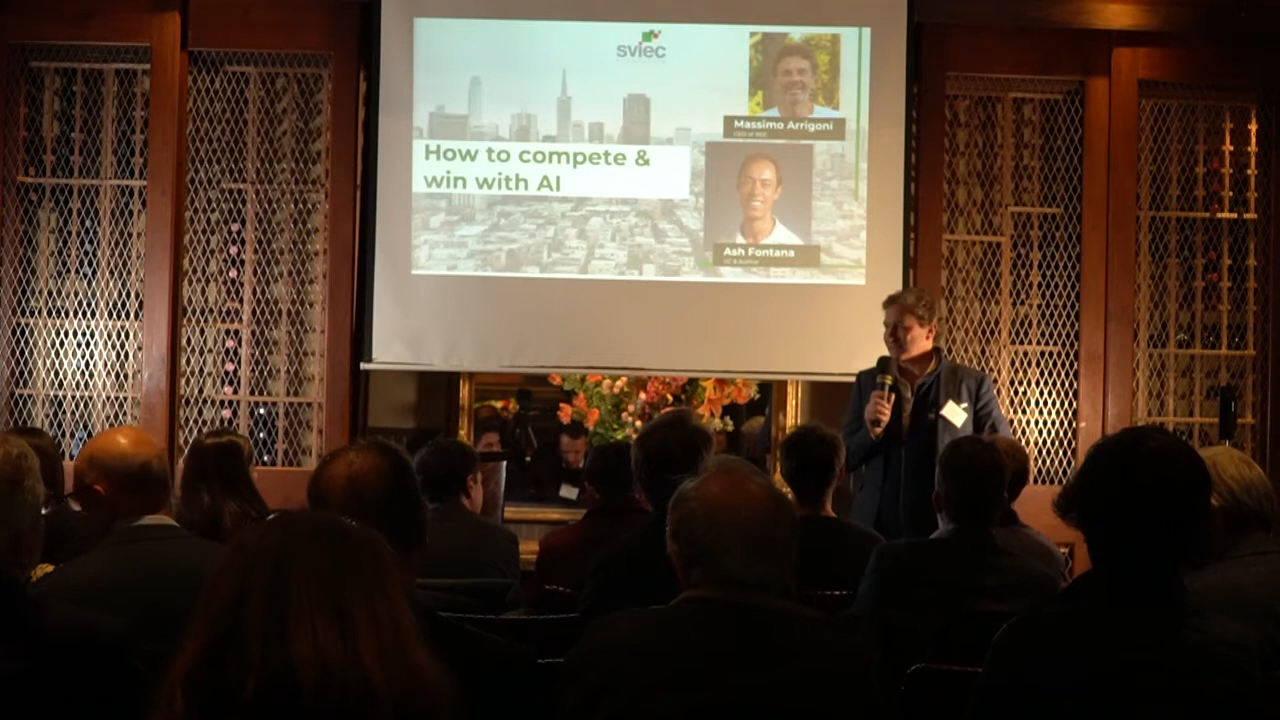 sviec
Massimo Arrigoni
How to compete &
win with AI
Ash Fontana